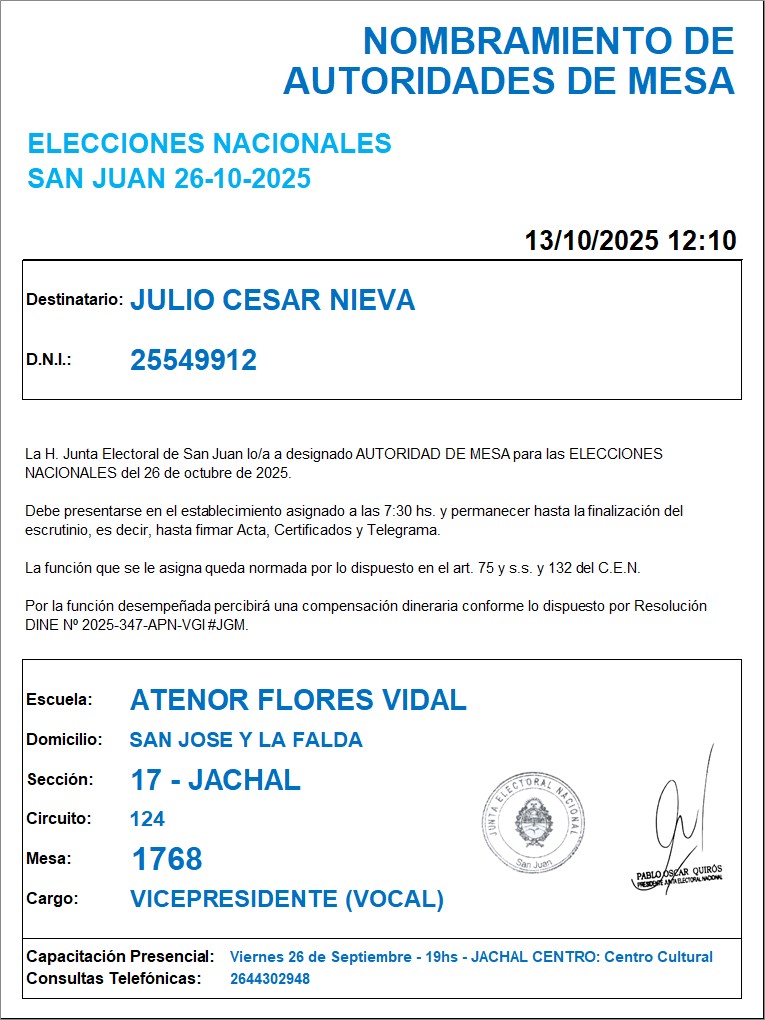 NOMBRAMIENTO DE
AUTORIDADES DE MESA
ELECCIONES NACIONALES
SAN JUAN 26-10-2025
13/10/2025 12:10
Destinatario: JULIO CESAR NIEVA
D.N.I.: 25549912
La H. Junta Electoral de San Juan lo/a a designado AUTORIDAD DE MESA para las ELECCIONES
NACIONALES del 26 de octubre de 2025.
Debe presentarse en el establecimiento asignado a las 7:30 hs. y permanecer hasta la finalización del
escrutinio, es decir, hasta firmar Acta, Certificados y Telegrama.
La función que se le asigna queda normada por lo dispuesto en el art. 75 y s.s. y 132 del C.E.N.
Por la función desempeñada percibirá una compensación dineraria conforme lo dispuesto por Resolución
DINE Nº 2025-347-APN-VGI#JGM.
Escuela: ATENOR FLORES VIDAL
Domicilio: SAN JOSE Y LA FALDA
Sección: 17 - JACHAL
Circuito: 124
Mesa: 1768
Cargo: VICEPRESIDENTE (VOCAL)
JUNTA ELECTORAL NACIONAL
San Juan
PABLO OSCAR QUIRÓS
PRESIDENTE JUNTA ELECTORAL NACIONAL
Capacitación Presencial: Viernes 26 de Septiembre - 19hs - JACHAL CENTRO: Centro Cultural
Consultas Telefónicas: 2644302948